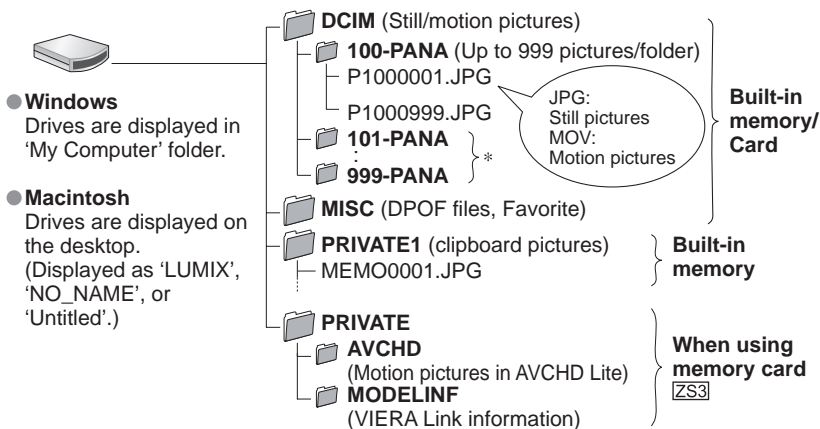 DCIM (Still/motion pictures)
100-PANA (Up to 999 pictures/folder)
P1000001.JPG
P1000999.JPG
JPG:
Still pictures
MOV:
Motion pictures
101-PANA
:
999-PANA
*
Built-in
memory/
Card
MISC (DPOF files, Favorite)
PRIVATE1 (clipboard pictures)
MEMO0001.JPG
Built-in
memory
PRIVATE
AVCHD
(Motion pictures in AVCHD Lite)
MODELINF
(VIERA Link information)
When using
memory card
ZS3
●Windows
Drives are displayed in
‘My Computer’ folder.
●Macintosh
Drives are displayed on
the desktop.
(Displayed as ‘LUMIX’,
‘NO_NAME’, or
‘Untitled’.)